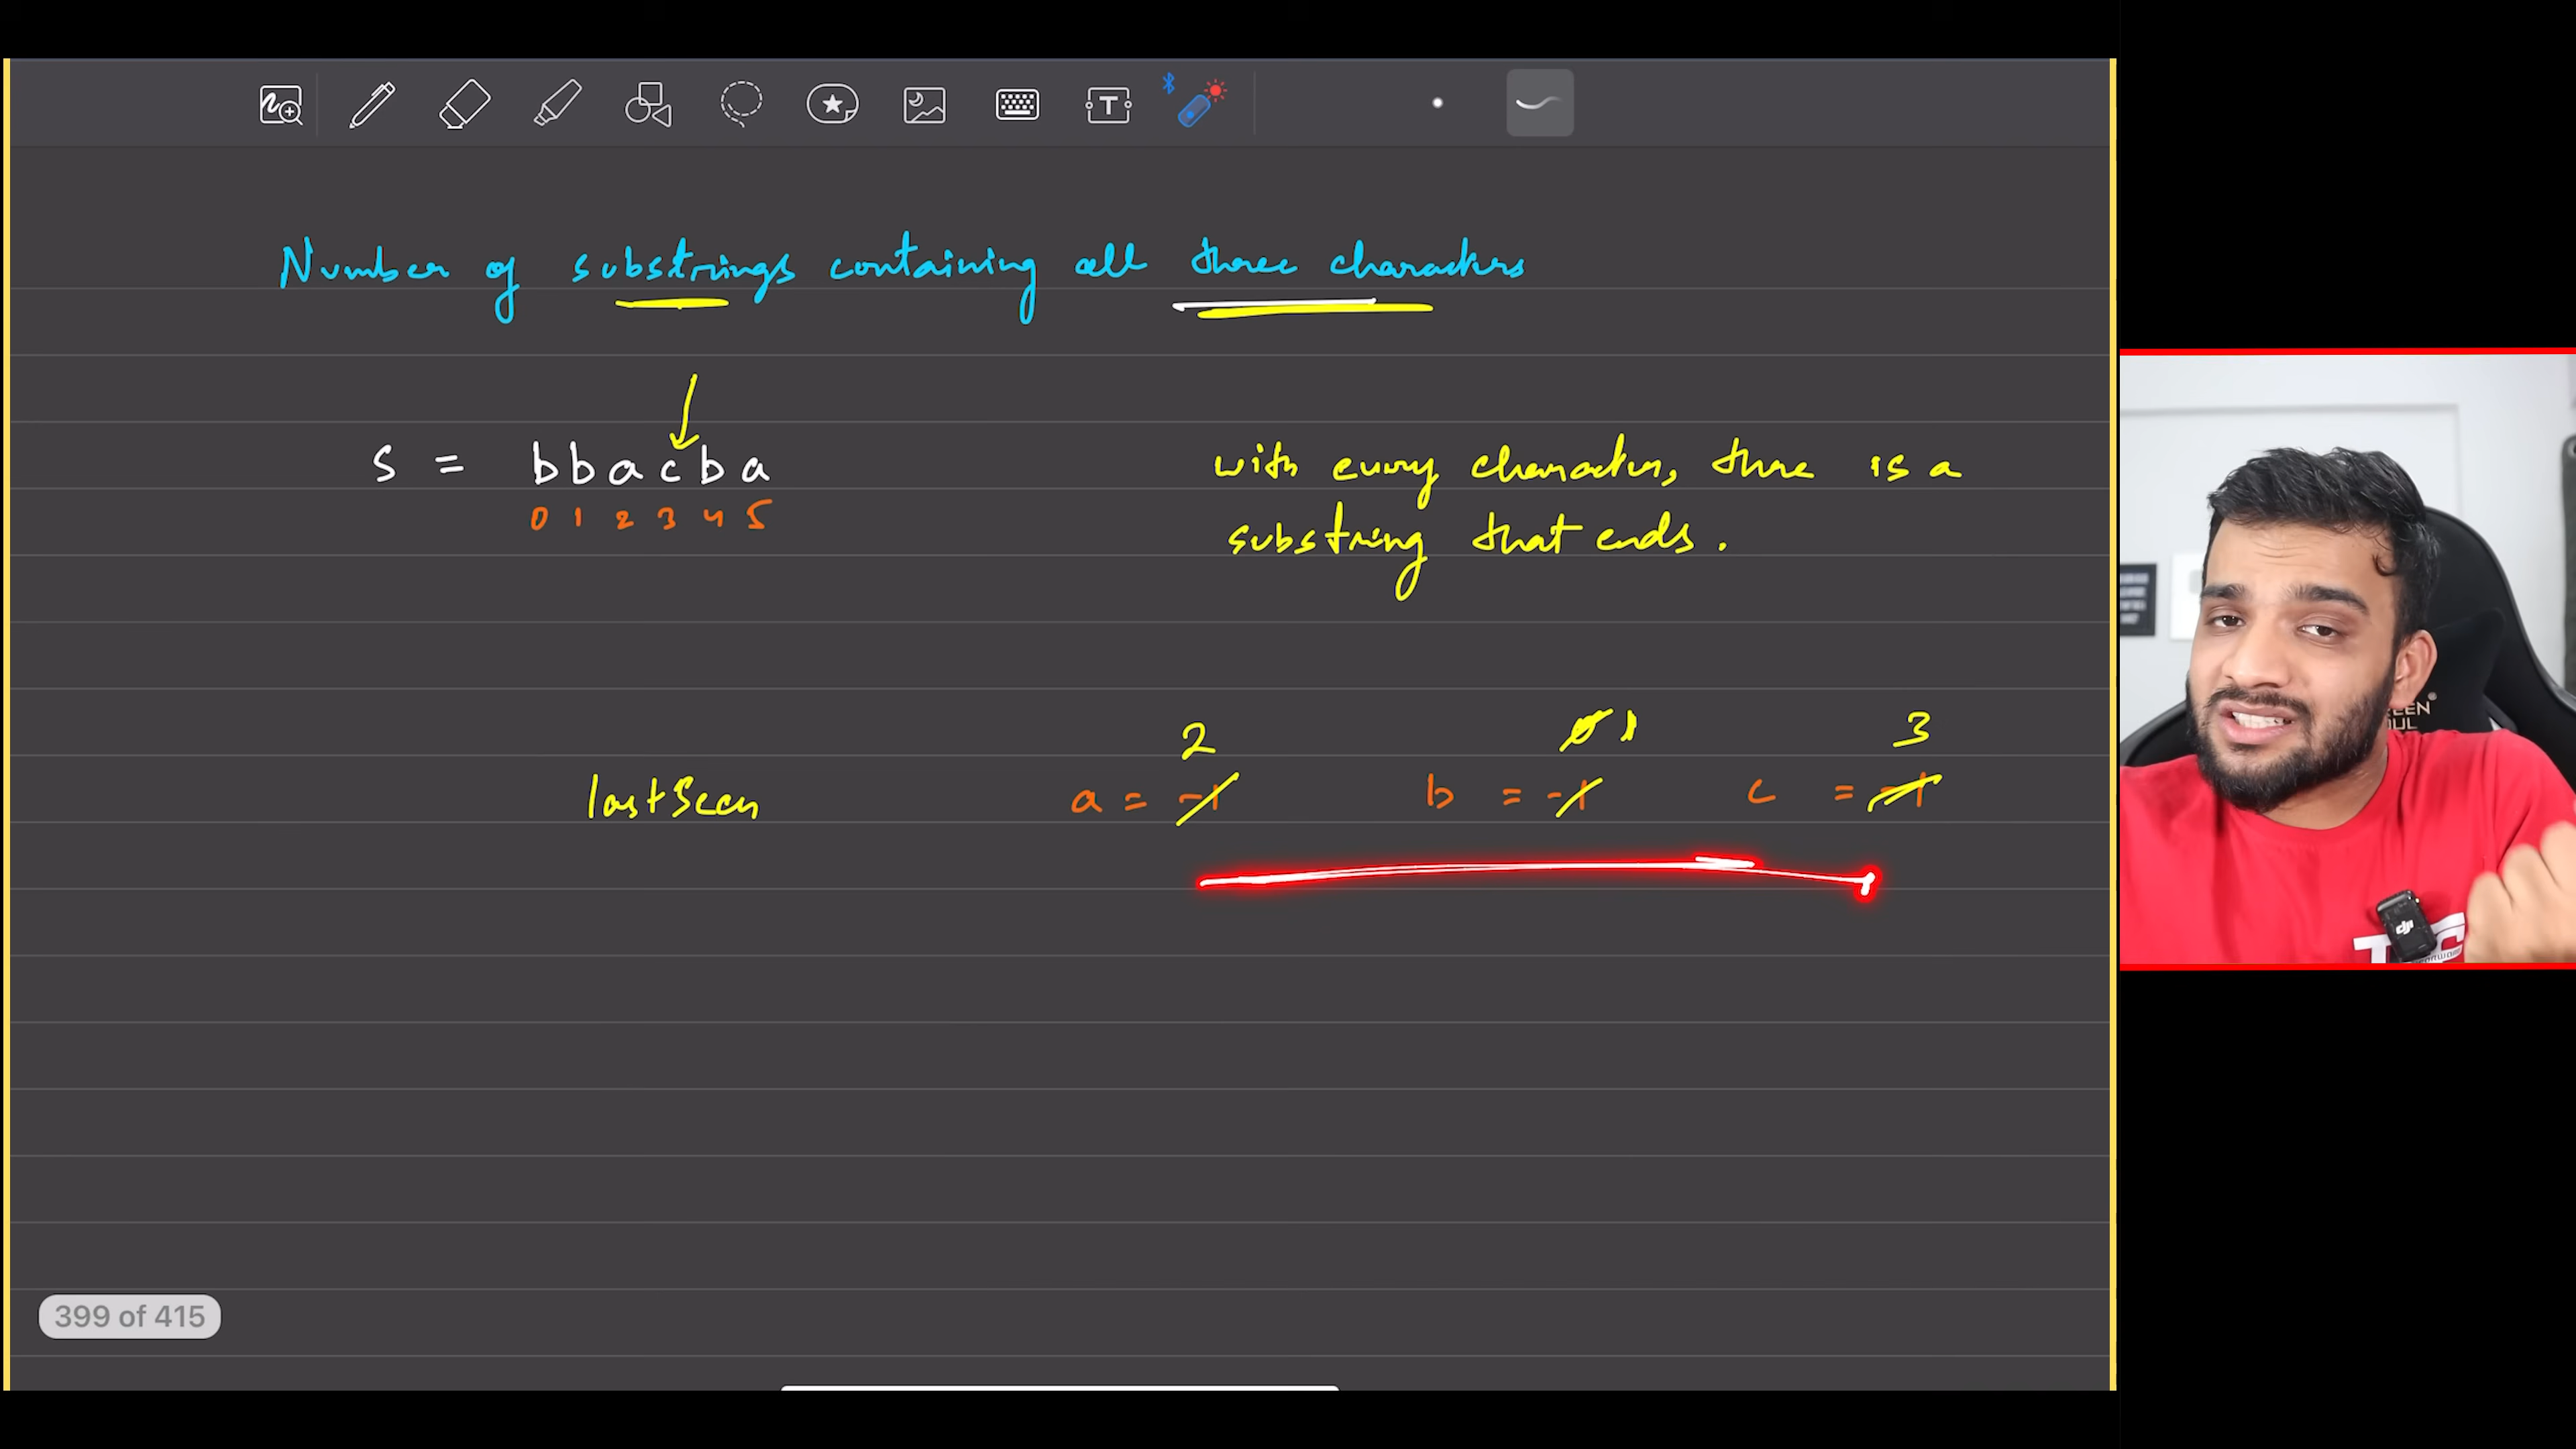 Number of substrings containing all three characters
s = bbacba
0 1 2 3 4 5
with every character, there is a
substring that ends.
2 0 1 3
lastSeen a = -1 b = -1 c = -1
399 of 415